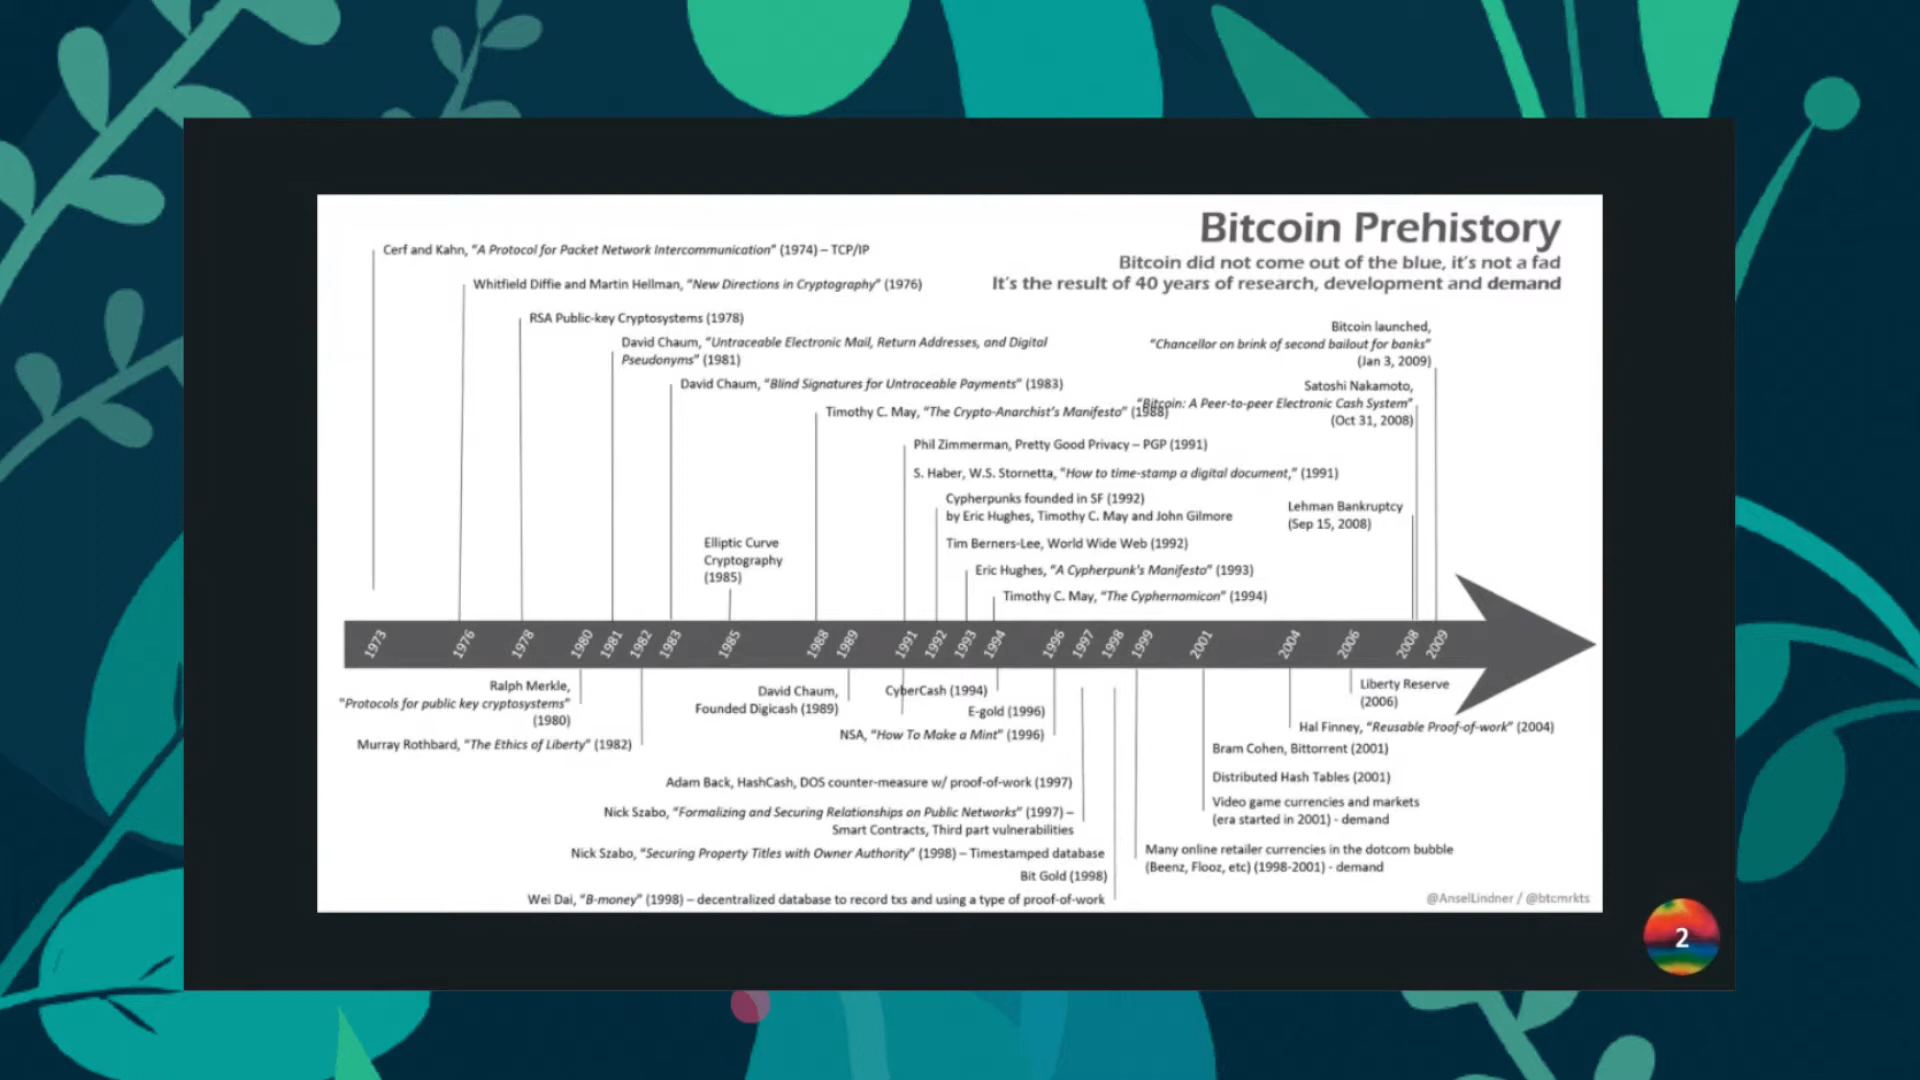 Bitcoin Prehistory
Bitcoin did not come out of the blue, it's not a fad
It's the result of 40 years of research, development and demand
Cerf and Kahn, "A Protocol for Packet Network Intercommunication" (1974) – TCP/IP
Whitfield Diffie and Martin Hellman, "New Directions in Cryptography" (1976)
RSA Public-key Cryptosystems (1978)
David Chaum, "Untraceable Electronic Mail, Return Addresses, and Digital
Pseudonyms" (1981)
David Chaum, "Blind Signatures for Untraceable Payments" (1983)
Timothy C. May, "The Crypto-Anarchist's Manifesto" (1988)
Phil Zimmerman, Pretty Good Privacy – PGP (1991)
S. Haber, W.S. Stornetta, "How to time-stamp a digital document," (1991)
Cypherpunks founded in SF (1992)
by Eric Hughes, Timothy C. May and John Gilmore
Tim Berners-Lee, World Wide Web (1992)
Eric Hughes, "A Cypherpunk's Manifesto" (1993)
Timothy C. May, "The Cyphernomicon" (1994)
Elliptic Curve
Cryptography
(1985)
Bitcoin launched,
"Chancellor on brink of second bailout for banks"
(Jan 3, 2009)
Satoshi Nakamoto,
"Bitcoin: A Peer-to-peer Electronic Cash System"
(Oct 31, 2008)
Lehman Bankruptcy
(Sep 15, 2008)
1973 1976 1978 1980 1981 1982 1983 1985 1988 1989 1991 1992 1993 1994 1996 1997 1998 1999 2001 2004 2006 2008 2009
Ralph Merkle,
"Protocols for public key cryptosystems"
(1980)
Murray Rothbard, "The Ethics of Liberty" (1982)
David Chaum,
Founded Digicash (1989)
CyberCash (1994)
E-gold (1996)
NSA, "How To Make a Mint" (1996)
Adam Back, HashCash, DOS counter-measure w/ proof-of-work (1997)
Nick Szabo, "Formalizing and Securing Relationships on Public Networks" (1997) –
Smart Contracts, Third part vulnerabilities
Nick Szabo, "Securing Property Titles with Owner Authority" (1998) – Timestamped database
Bit Gold (1998)
Wei Dai, "B-money" (1998) – decentralized database to record txs and using a type of proof-of-work
Liberty Reserve
(2006)
Hal Finney, "Reusable Proof-of-work" (2004)
Bram Cohen, Bittorrent (2001)
Distributed Hash Tables (2001)
Video game currencies and markets
(era started in 2001) - demand
Many online retailer currencies in the dotcom bubble
(Beenz, Flooz, etc) (1998-2001) - demand
@AnselLindner / @btcmrkts
2